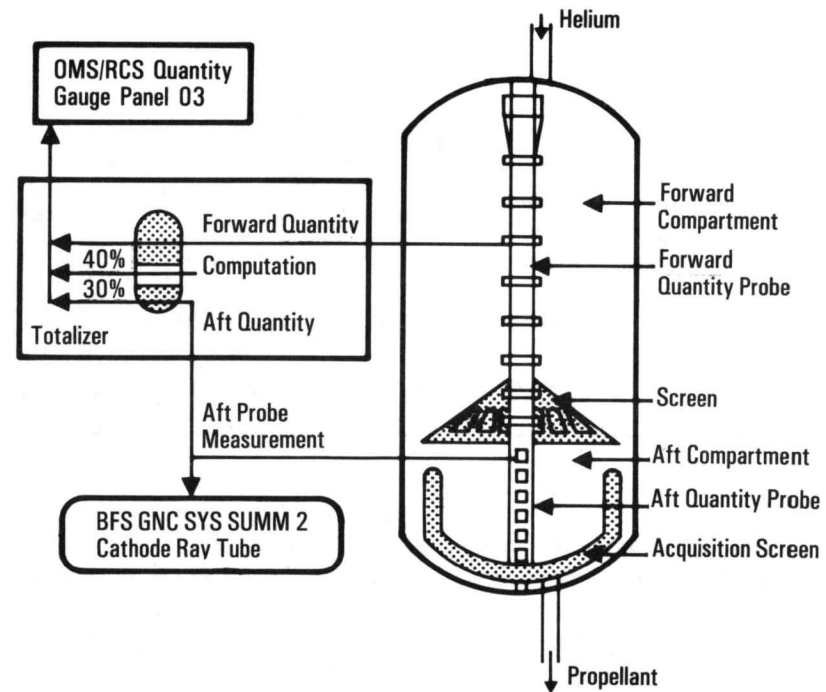 Helium
OMS/RCS Quantity
Gauge Panel 03
Forward Quantity
40%
Computation
30%
Aft Quantity
Totalizer
Aft Probe
Measurement
BFS GNC SYS SUMM 2
Cathode Ray Tube
Forward
Compartment
Forward
Quantity Probe
Screen
Aft Compartment
Aft Quantity Probe
Acquisition Screen
Propellant